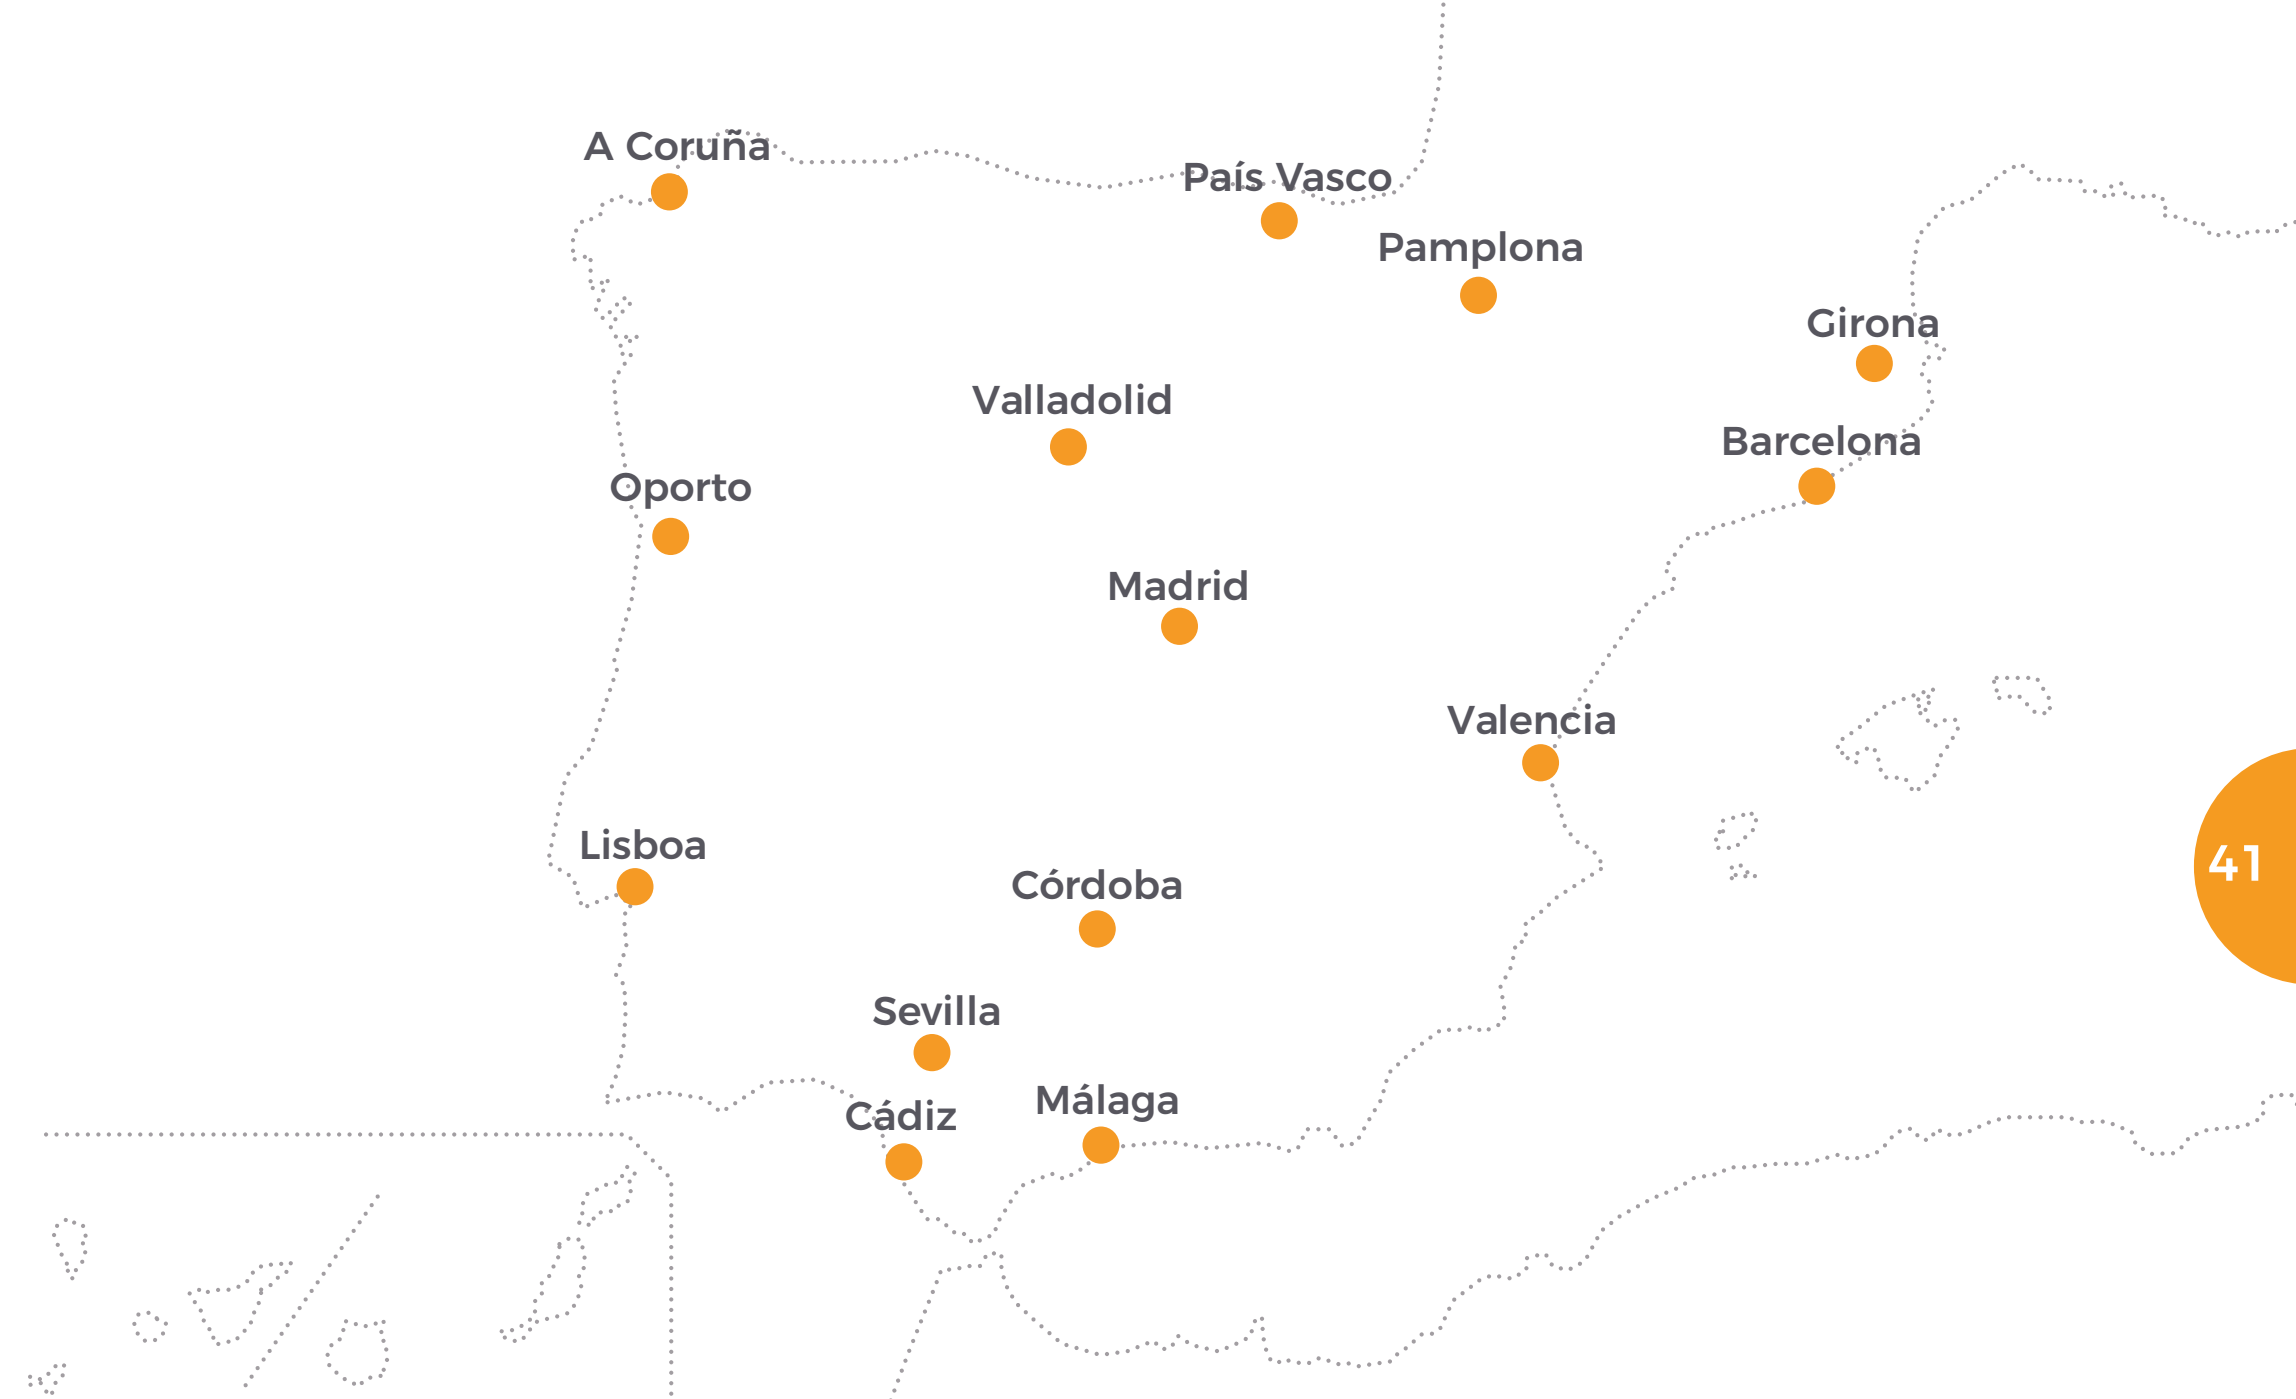 A Coruña
País Vasco
Pamplona
Girona
Valladolid
Barcelona
Oporto
Madrid
Valencia
Lisboa
41
Córdoba
Sevilla
Málaga
Cádiz